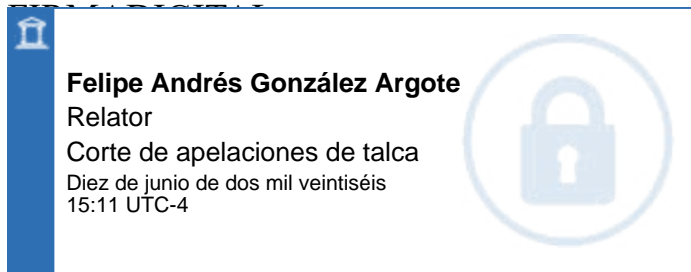 FIRMADIGITAL
Felipe Andrés González Argote
Relator
Corte de apelaciones de talca
Diez de junio de dos mil veintiséis
15:11 UTC-4